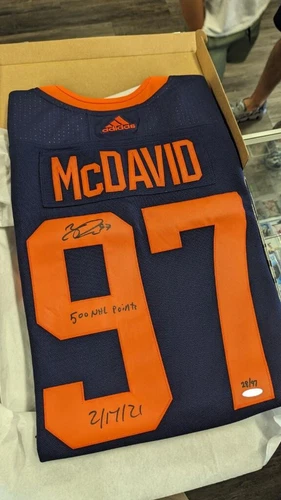 adidas
McDAVID
97
500 NHL Points
2/17/21
28/97